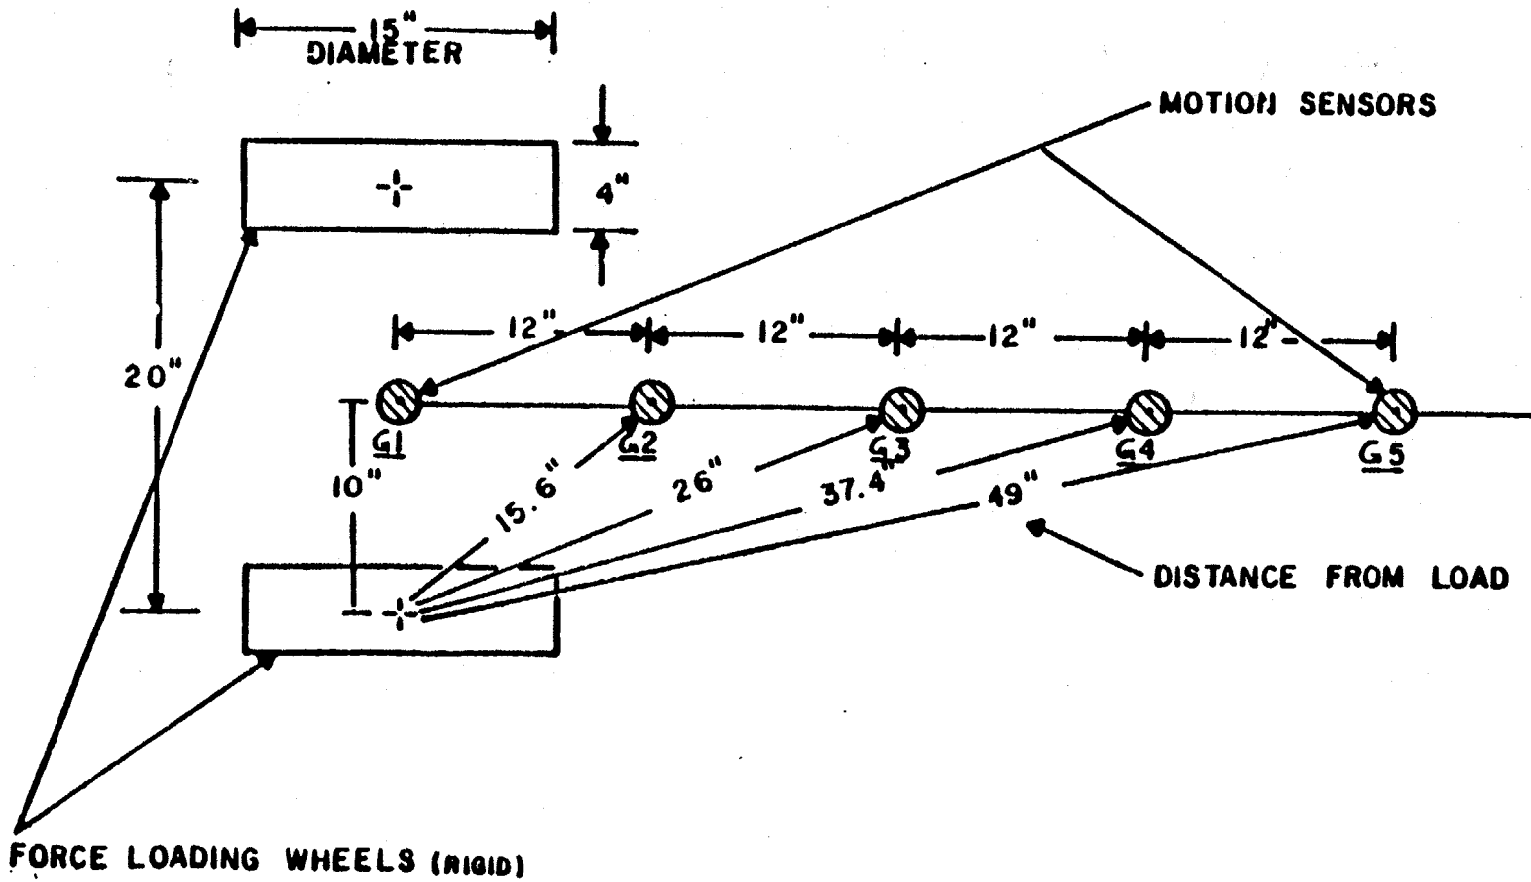 15"
DIAMETER
MOTION SENSORS
4"
12" 12" 12" 12"
20"
G1 G2 G3 G4 G5
10" 15.6" 26" 37.4" 49"
DISTANCE FROM LOAD
FORCE LOADING WHEELS (RIGID)